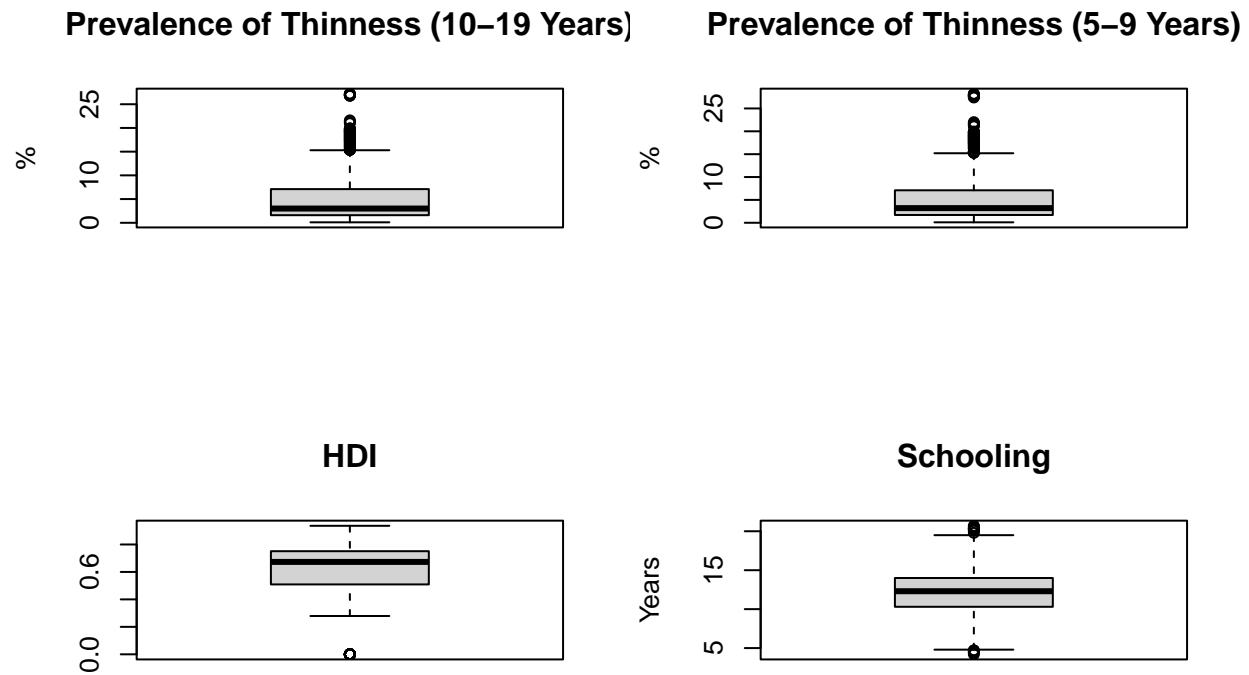 Prevalence of Thinness (10–19 Years)
Prevalence of Thinness (5–9 Years)
%
25
10
0
%
25
10
0
HDI
Schooling
0.6
0.0
Years
15
5